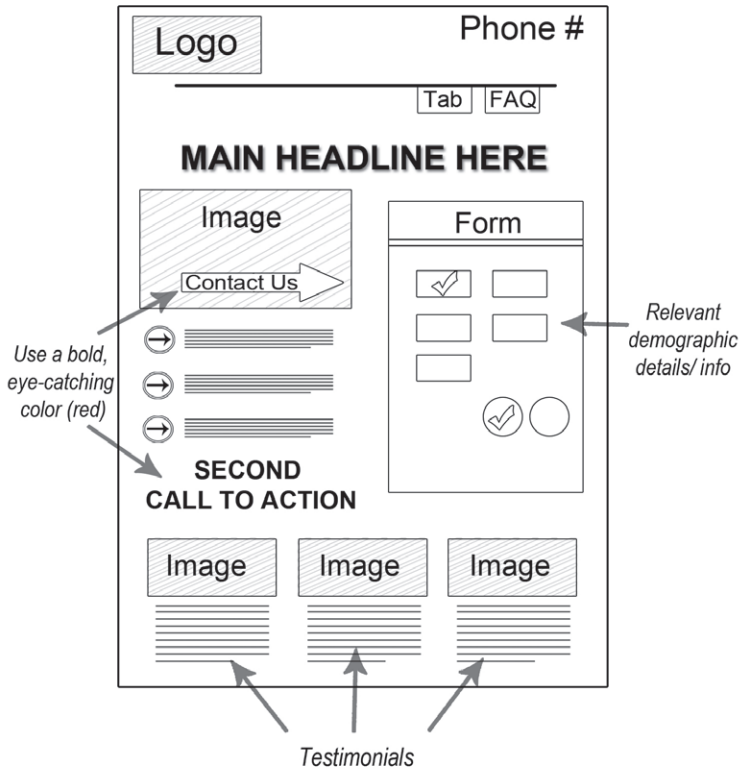 Logo
Phone #
Tab
FAQ
MAIN HEADLINE HERE
Image
Contact Us
Form
Use a bold,
eye-catching
color (red)
Relevant
demographic
details/ info
SECOND
CALL TO ACTION
Image
Image
Image
Testimonials